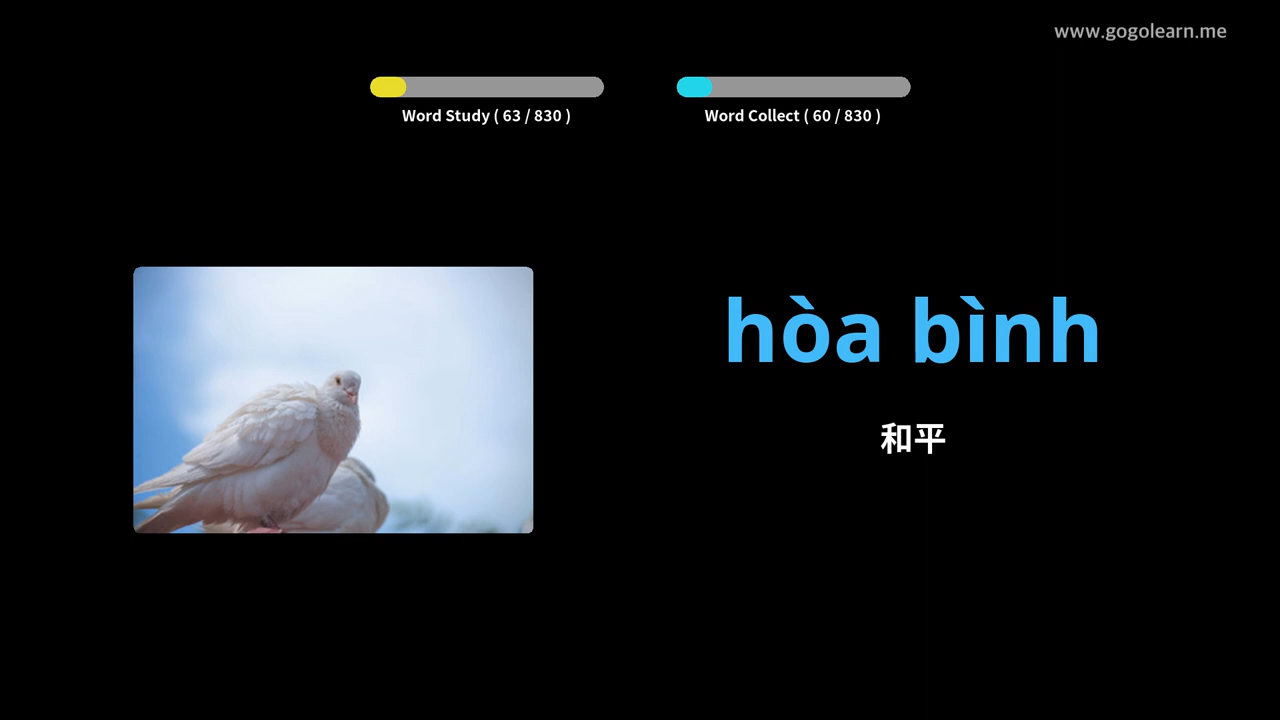 www.gogolearn.me
Word Study ( 63 / 830 )
Word Collect ( 60 / 830 )
hòa bình
和平